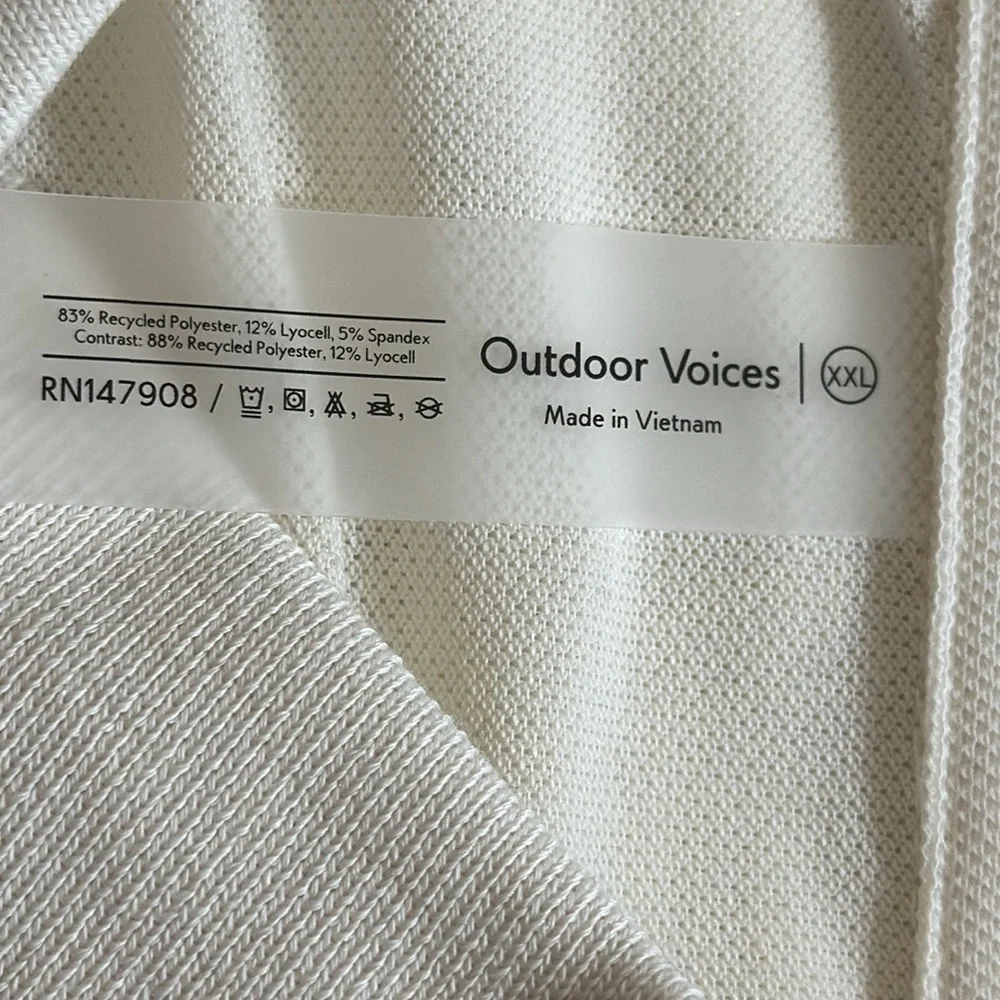 83% Recycled Polyester, 12% Lyocell, 5% Spandex
Contrast: 88% Recycled Polyester, 12% Lyocell
RN147908 /
Outdoor Voices | XXL
Made in Vietnam